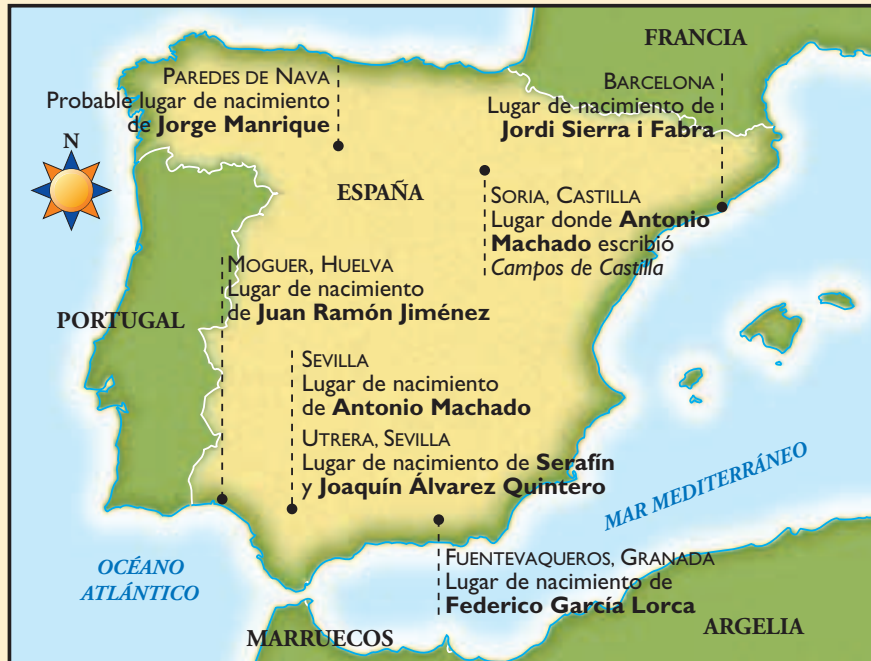 FRANCIA
PAREDES DE NAVA
Probable lugar de nacimiento
de Jorge Manrique
BARCELONA
Lugar de nacimiento de
Jordi Sierra i Fabra
N
ESPAÑA
SORIA, CASTILLA
Lugar donde Antonio
Machado escribió
Campos de Castilla
MOGUER, HUELVA
Lugar de nacimiento
de Juan Ramón Jiménez
PORTUGAL
SEVILLA
Lugar de nacimiento
de Antonio Machado
UTRERA, SEVILLA
Lugar de nacimiento de Serafín
y Joaquín Álvarez Quintero
MAR MEDITERRÁNEO
FUENTEVAQUEROS, GRANADA
Lugar de nacimiento de
Federico García Lorca
OCÉANO
ATLÁNTICO
MARRUECOS
ARGELIA